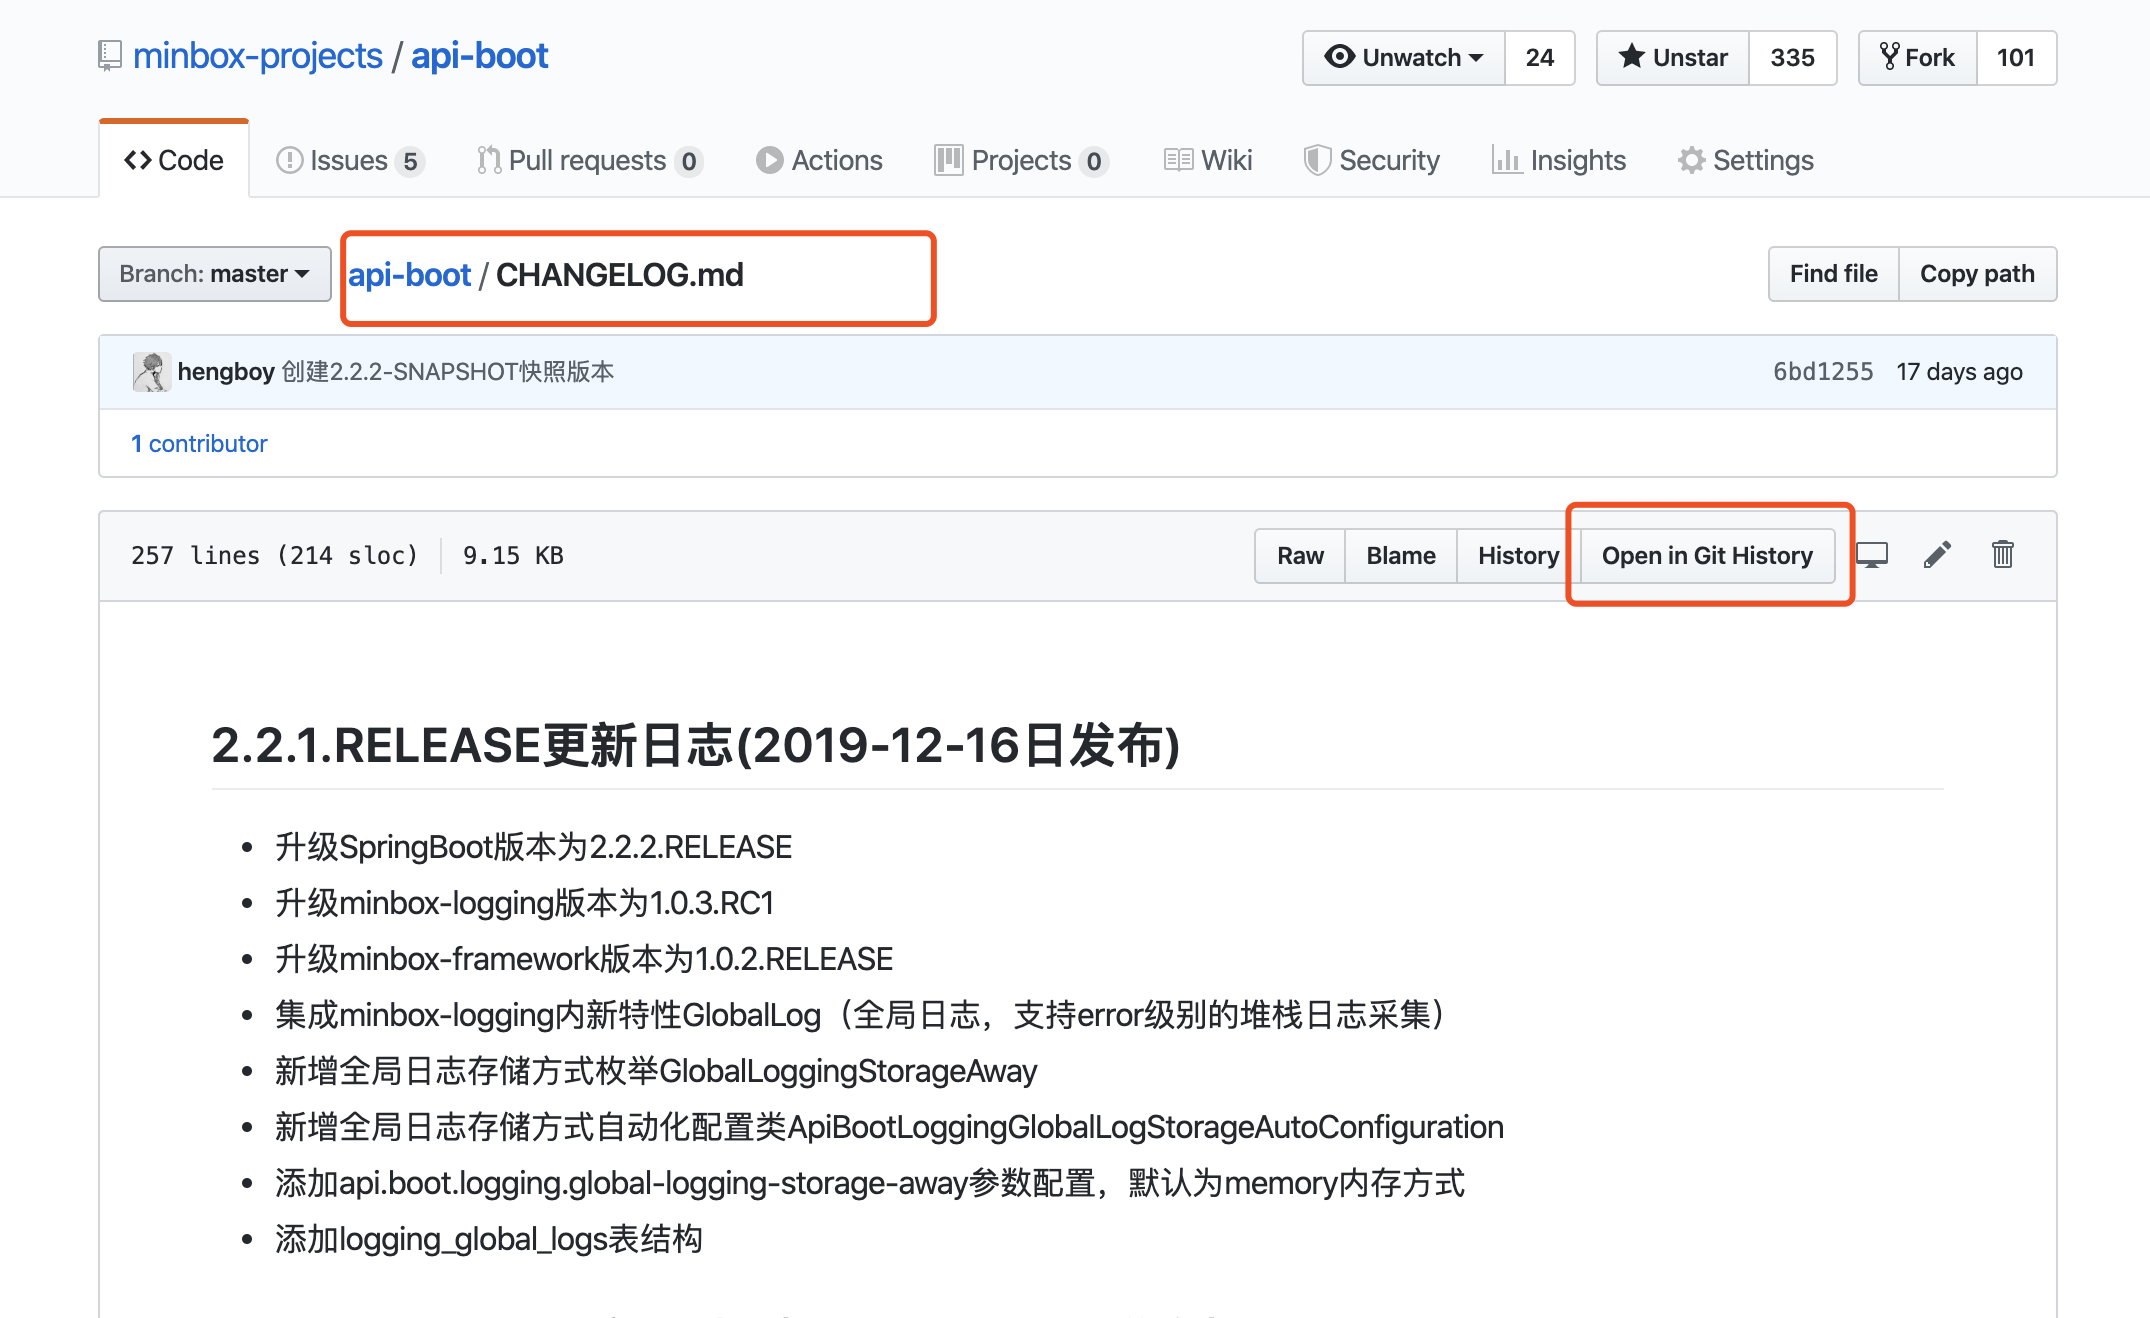 minbox-projects / api-boot
Unwatch 24 Unstar 335 Fork 101
Code Issues 5 Pull requests 0 Actions Projects 0 Wiki Security Insights Settings
Branch: master api-boot / CHANGELOG.md Find file Copy path
hengboy 创建2.2.2-SNAPSHOT快照版本 6bd1255 17 days ago
1 contributor
257 lines (214 sloc) 9.15 KB Raw Blame History Open in Git History
2.2.1.RELEASE更新日志(2019-12-16日发布)
• 升级SpringBoot版本为2.2.2.RELEASE
• 升级minbox-logging版本为1.0.3.RC1
• 升级minbox-framework版本为1.0.2.RELEASE
• 集成minbox-logging内新特性GlobalLog（全局日志，支持error级别的堆栈日志采集）
• 新增全局日志存储方式枚举GlobalLoggingStorageAway
• 新增全局日志存储方式自动化配置类ApiBootLoggingGlobalLogStorageAutoConfiguration
• 添加api.boot.logging.global-logging-storage-away参数配置，默认为memory内存方式
• 添加logging_global_logs表结构